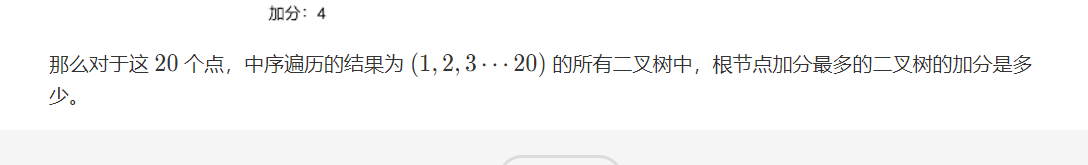 加分：4
那么对于这 20 个点，中序遍历的结果为 (1, 2, 3 ⋯ 20) 的所有二叉树中，根节点加分最多的二叉树的加分是多
少。